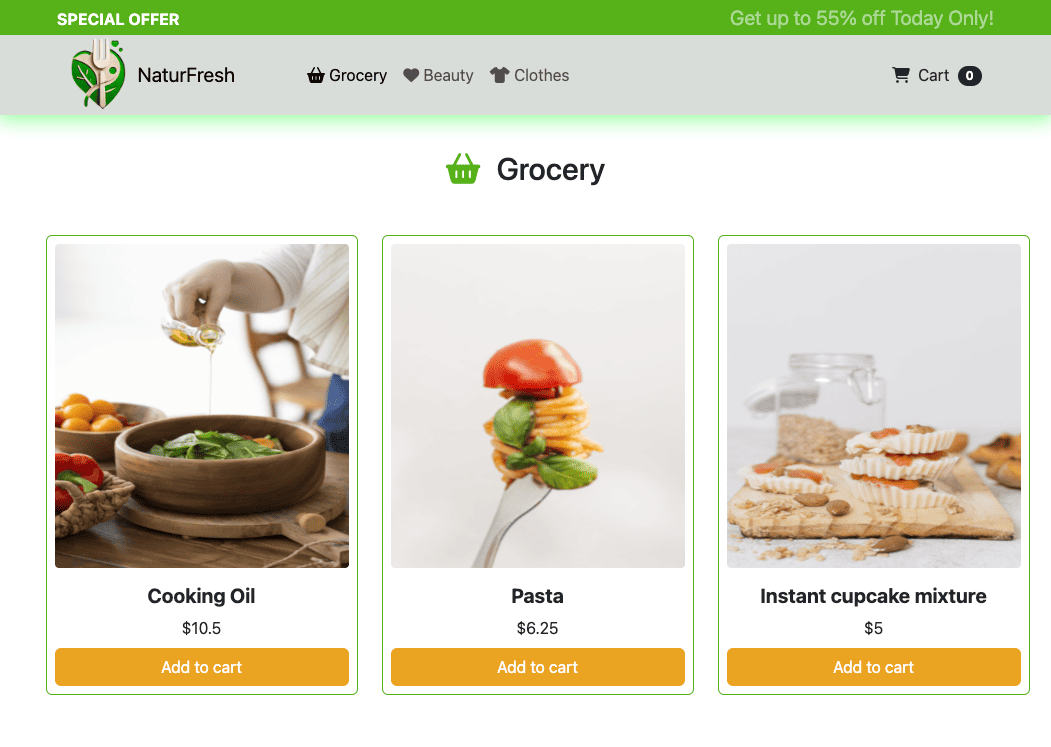 SPECIAL OFFER
Get up to 55% off Today Only!
NaturFresh
Grocery
Beauty
Clothes
Cart 0
Grocery
Cooking Oil
$10.5
Add to cart
Pasta
$6.25
Add to cart
Instant cupcake mixture
$5
Add to cart